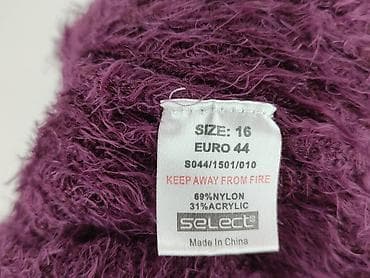 SIZE: 16
EURO 44
S044/1501/010
KEEP AWAY FROM FIRE
69%NYLON
31%ACRYLIC
select
Made In China